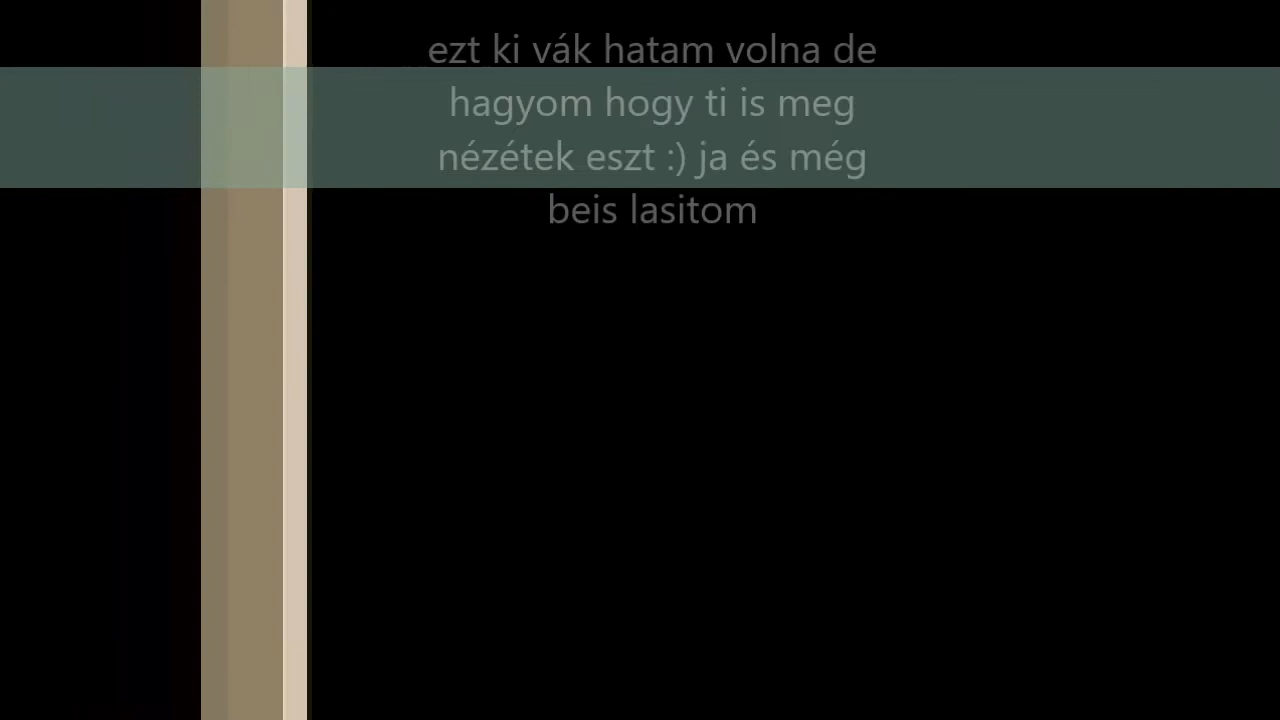 ezt ki vák hatam volna de
hagyom hogy ti is meg
nézétek eszt :) ja és még
beis lasitom